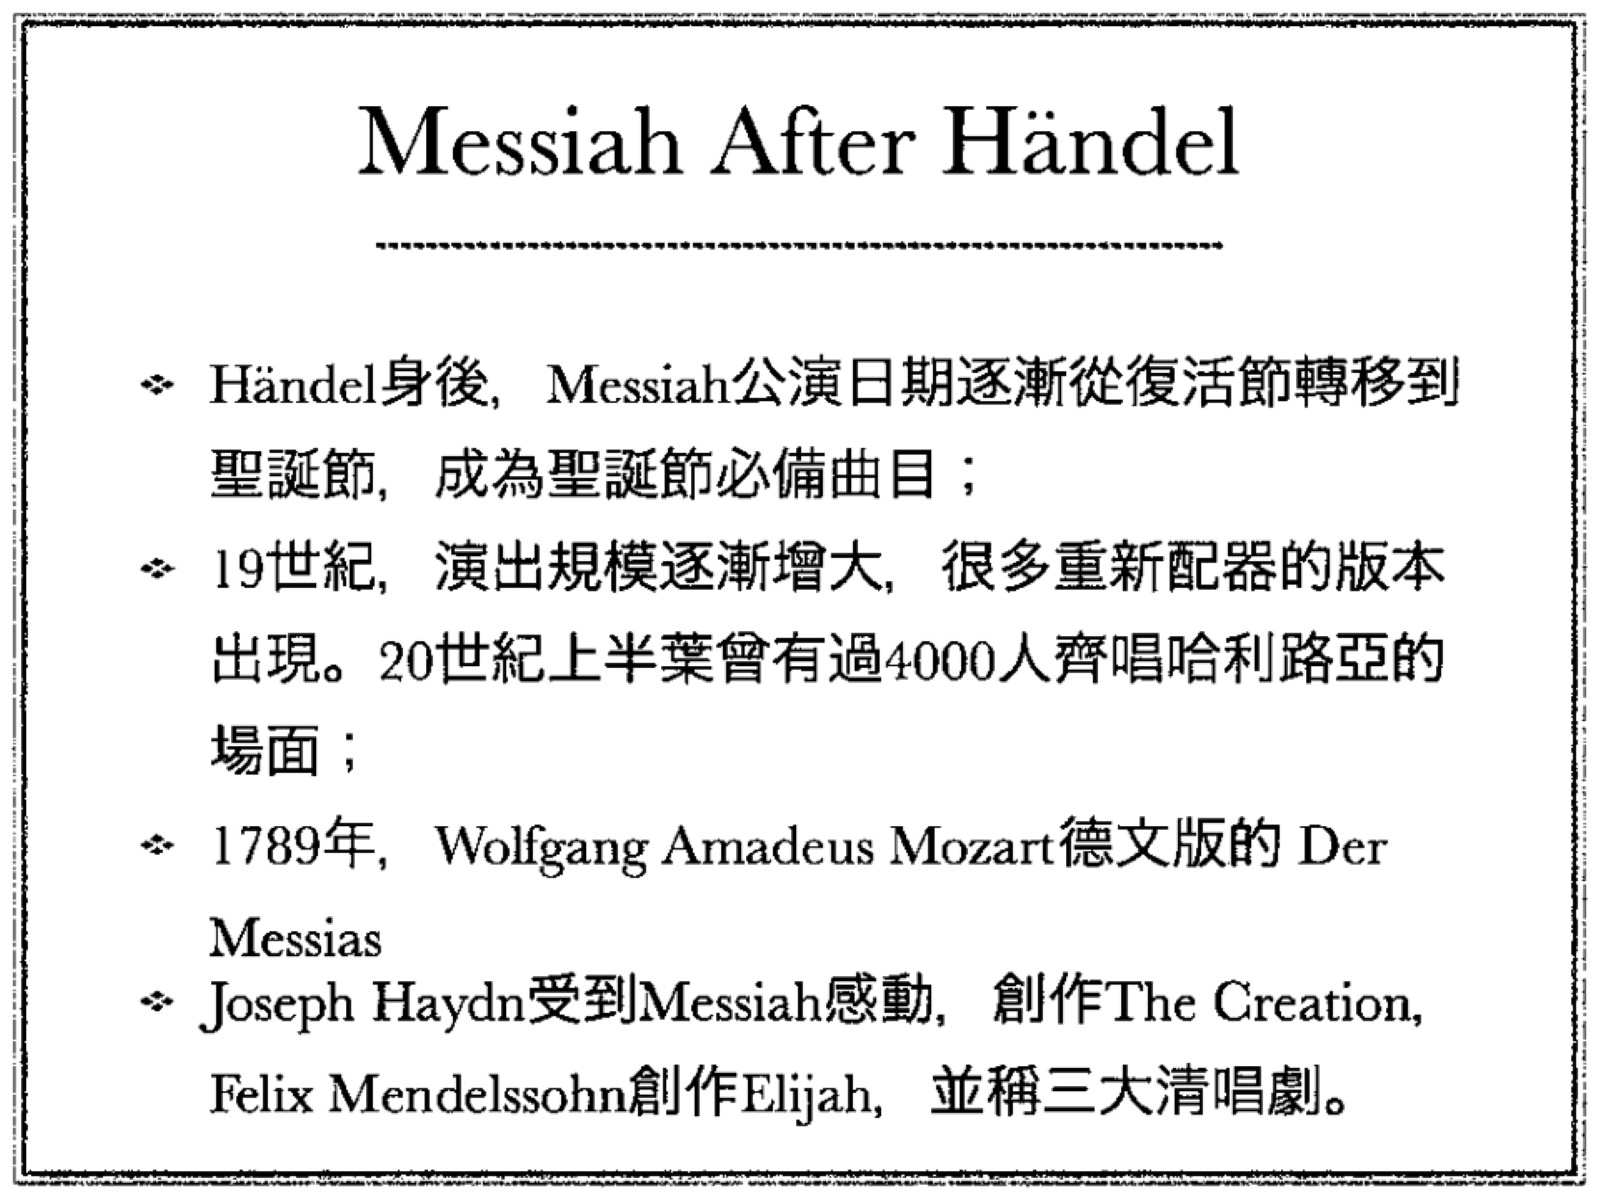 Messiah After Händel
Händel身後，Messiah公演日期逐漸從復活節轉移到
聖誕節，成為聖誕節必備曲目；
19世紀，演出規模逐漸增大，很多重新配器的版本
出現。20世紀上半葉曾有過4000人齊唱哈利路亞的
場面；
1789年，Wolfgang Amadeus Mozart德文版的 Der
Messias
Joseph Haydn受到Messiah感動，創作The Creation,
Felix Mendelssohn創作Elijah，並稱三大清唱劇。